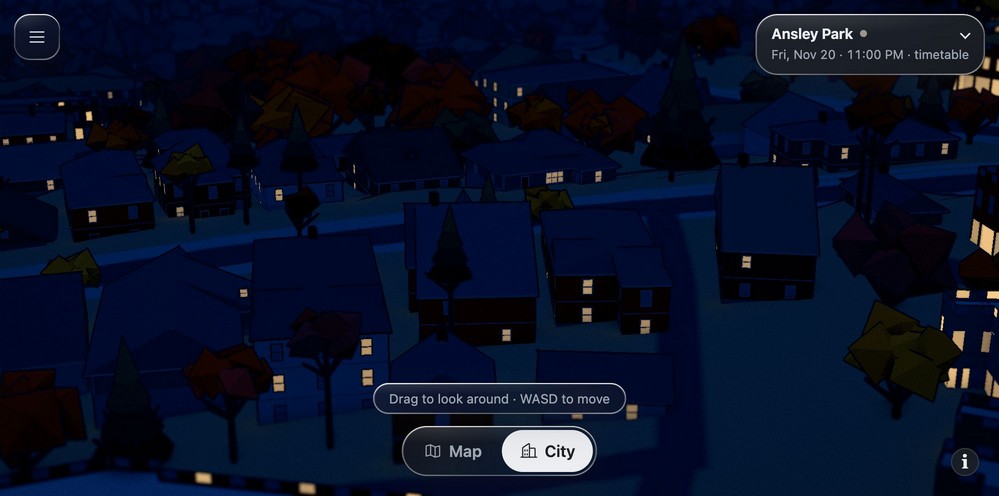 Ansley Park
Fri, Nov 20 · 11:00 PM · timetable
Drag to look around · WASD to move
Map
City
i